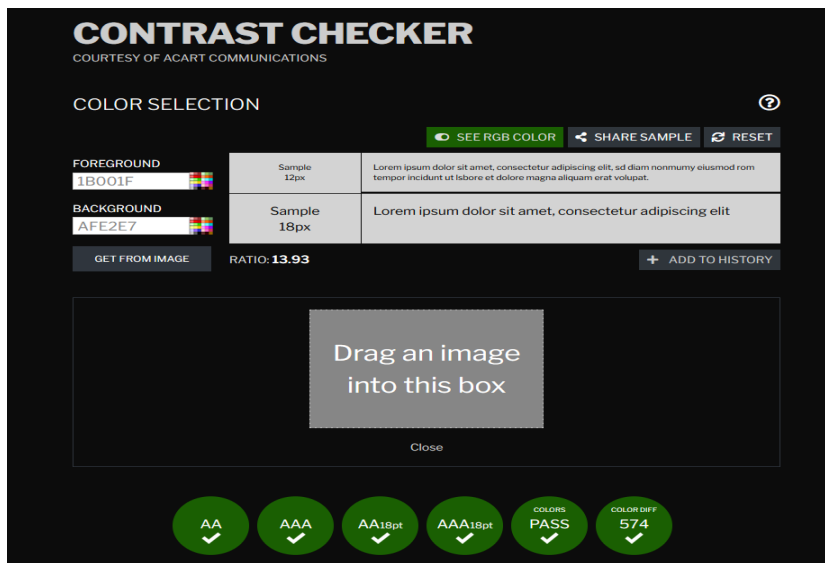 CONTRAST CHECKER
COURTESY OF ACART COMMUNICATIONS
COLOR SELECTION
SEE RGB COLOR
SHARE SAMPLE
RESET
FOREGROUND
1B001F
Sample
12px
Lorem ipsum dolor sit amet, consectetur adipiscing elit, sd diam nonmumy eiusmod rom
tempor incidunt ut lsbore et dolore magna aliquam erat volupat.
BACKGROUND
AFE2E7
Sample
18px
Lorem ipsum dolor sit amet, consectetur adipiscing elit
GET FROM IMAGE
RATIO: 13.93
+ ADD TO HISTORY
Drag an image
into this box
Close
AA
AAA
AA18pt
AAA18pt
COLORS
PASS
COLOR DIFF
574